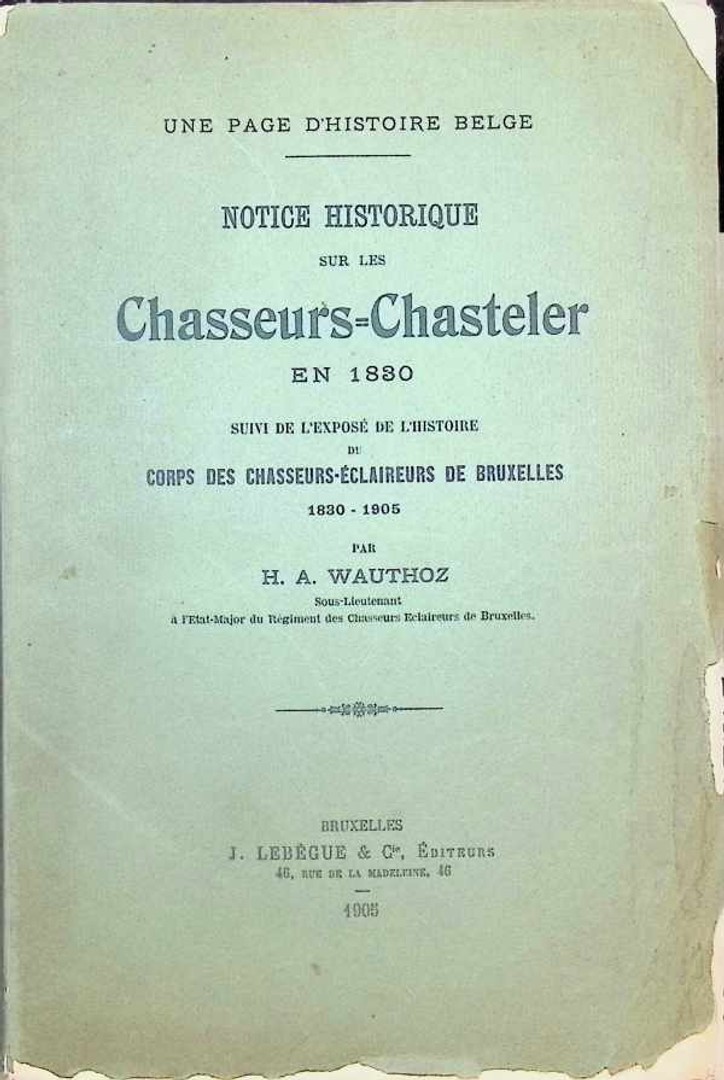 UNE PAGE D'HISTOIRE BELGE
NOTICE HISTORIQUE
SUR LES
Chasseurs=Chasteler
EN 1830
SUIVI DE L'EXPOSÉ DE L'HISTOIRE
DU
CORPS DES CHASSEURS-ÉCLAIREURS DE BRUXELLES
1830 - 1905
PAR
H. A. WAUTHOZ
Sous-Lieutenant
à l'Etat-Major du Régiment des Chasseurs Eclaireurs de Bruxelles.
BRUXELLES
J. LEBÈGUE & Cie, ÉDITEURS
46, RUE DE LA MADELEINE, 46
1905